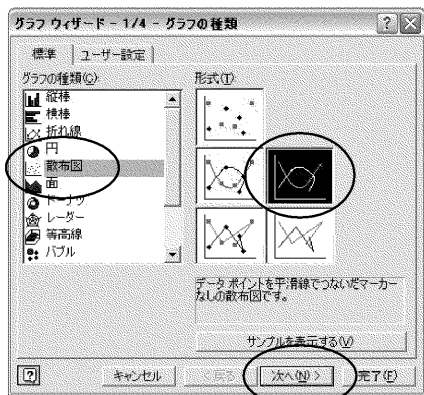 グラフ ウィザード - 1/4 - グラフの種類
標準
ユーザー設定
グラフの種類(C):
形式(T):
縦棒
横棒
折れ線
円
散布図
面
ドーナツ
レーダー
等高線
バブル
データ ポイントを平滑線でつないだマーカー
なしの散布図です。
サンプルを表示する(V)
キャンセル
< 戻る
次へ(N) >
完了(F)